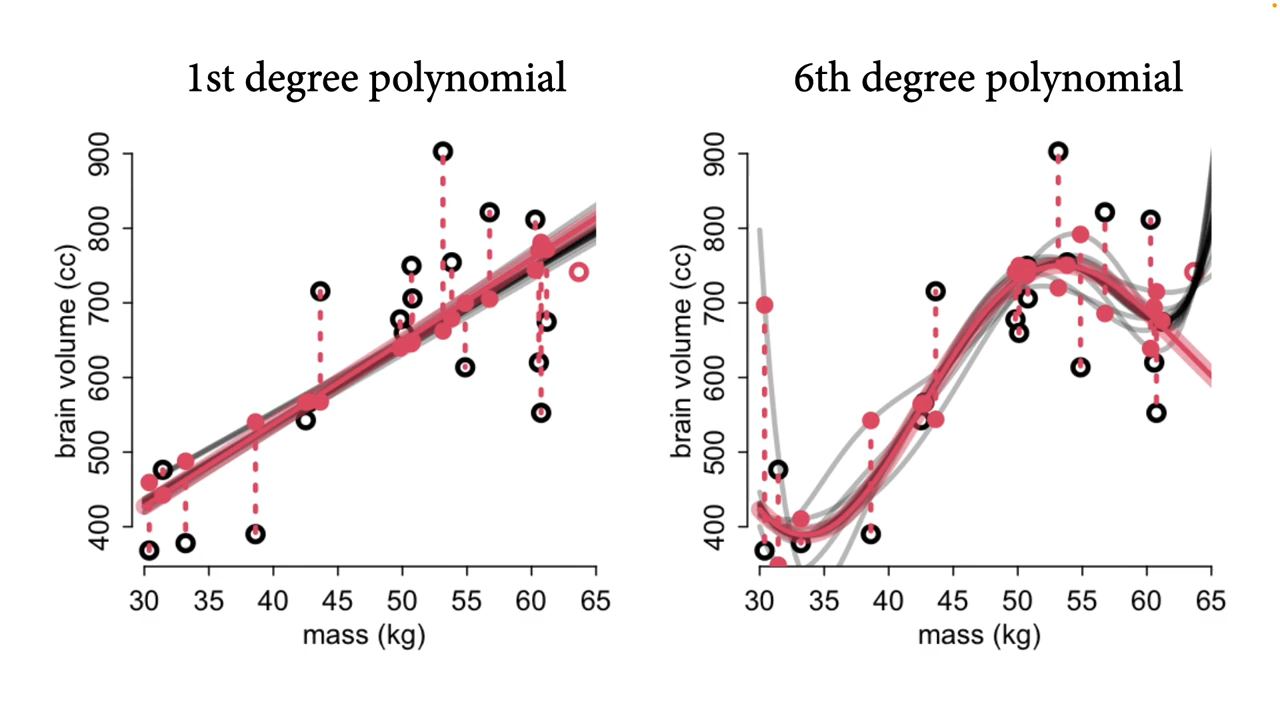 1st degree polynomial
6th degree polynomial
brain volume (cc)
900
800
700
600
500
400
30 35 40 45 50 55 60 65
mass (kg)
brain volume (cc)
900
800
700
600
500
400
30 35 40 45 50 55 60 65
mass (kg)